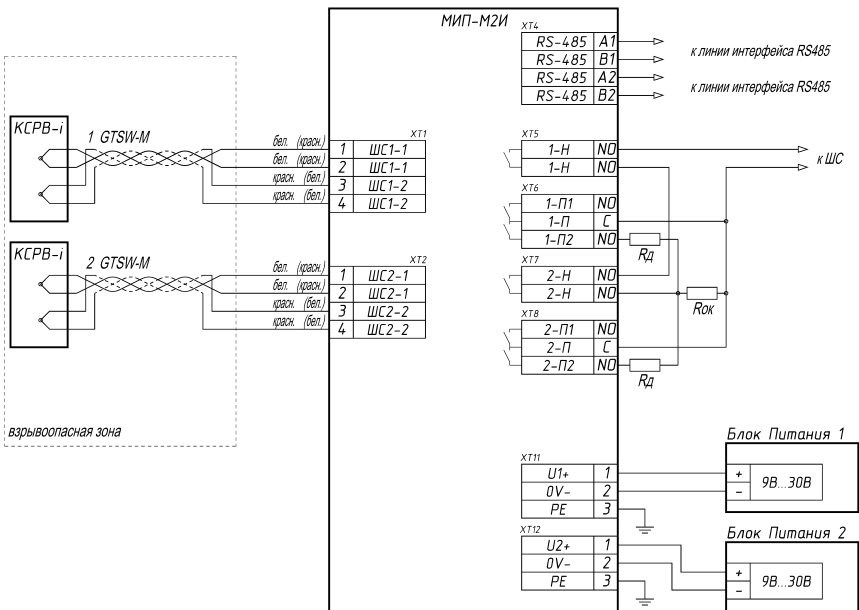 МИП-М2И
XT4
RS-485 A1
RS-485 B1
RS-485 A2
RS-485 B2
к линии интерфейса RS485
к линии интерфейса RS485
КСРВ-i
1 GTSW-M
бел. (красн.)
бел. (красн.)
красн. (бел.)
красн. (бел.)
XT1
1 ШС1-1
2 ШС1-1
3 ШС1-2
4 ШС1-2
КСРВ-i
2 GTSW-M
бел. (красн.)
бел. (красн.)
красн. (бел.)
красн. (бел.)
XT2
1 ШС2-1
2 ШС2-1
3 ШС2-2
4 ШС2-2
взрывоопасная зона
XT5
1-Н NO
1-Н NO
к ШС
XT6
1-П1 NO
1-П C
1-П2 NO
Rд
XT7
2-Н NO
2-Н NO
Rок
XT8
2-П1 NO
2-П C
2-П2 NO
Rд
XT11
U1+ 1
0V- 2
PE 3
Блок Питания 1
+
-
9В...30В
XT12
U2+ 1
0V- 2
PE 3
Блок Питания 2
+
-
9В...30В